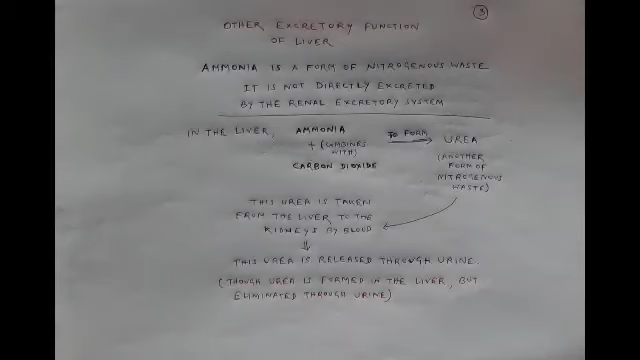 3
OTHER EXCRETORY FUNCTION
OF LIVER
AMMONIA IS A FORM OF NITROGENOUS WASTE
IT IS NOT DIRECTLY EXCRETED
BY THE RENAL EXCRETORY SYSTEM
IN THE LIVER, AMMONIA TO FORM UREA
+ (COMBINES WITH)
CARBON DIOXIDE
(ANOTHER
FORM OF
NITROGENOUS
WASTE)
THIS UREA IS TAKEN
FROM THE LIVER TO THE
KIDNEYS BY BLOOD
THIS UREA IS RELEASED THROUGH URINE.
(THOUGH UREA IS FORMED IN THE LIVER, BUT
ELIMINATED THROUGH URINE)